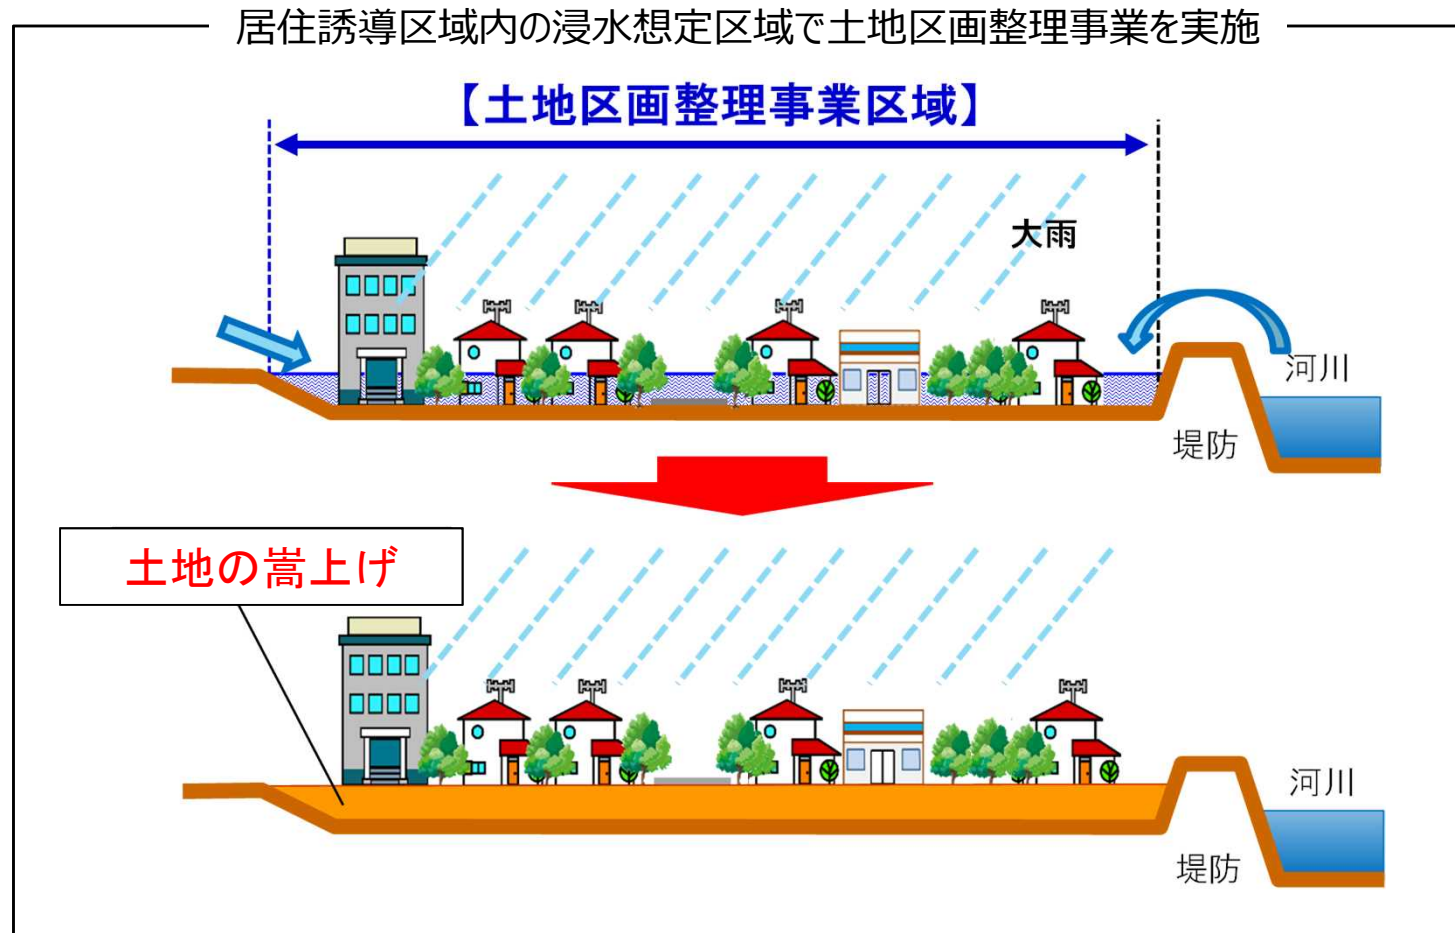 居住誘導区域内の浸水想定区域で土地区画整理事業を実施
【土地区画整理事業区域】
大雨
河川
堤防
土地の嵩上げ
河川
堤防